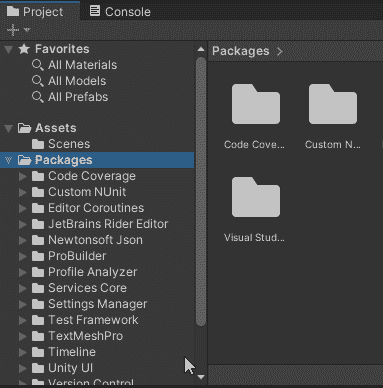 Project
Console
Favorites
All Materials
All Models
All Prefabs
Assets
Scenes
Packages
Code Coverage
Custom NUnit
Editor Coroutines
JetBrains Rider Editor
Newtonsoft Json
ProBuilder
Profile Analyzer
Services Core
Settings Manager
Test Framework
TextMeshPro
Timeline
Unity UI
Version Control
Packages
Code Cove...
Custom N...
Visual Stud...